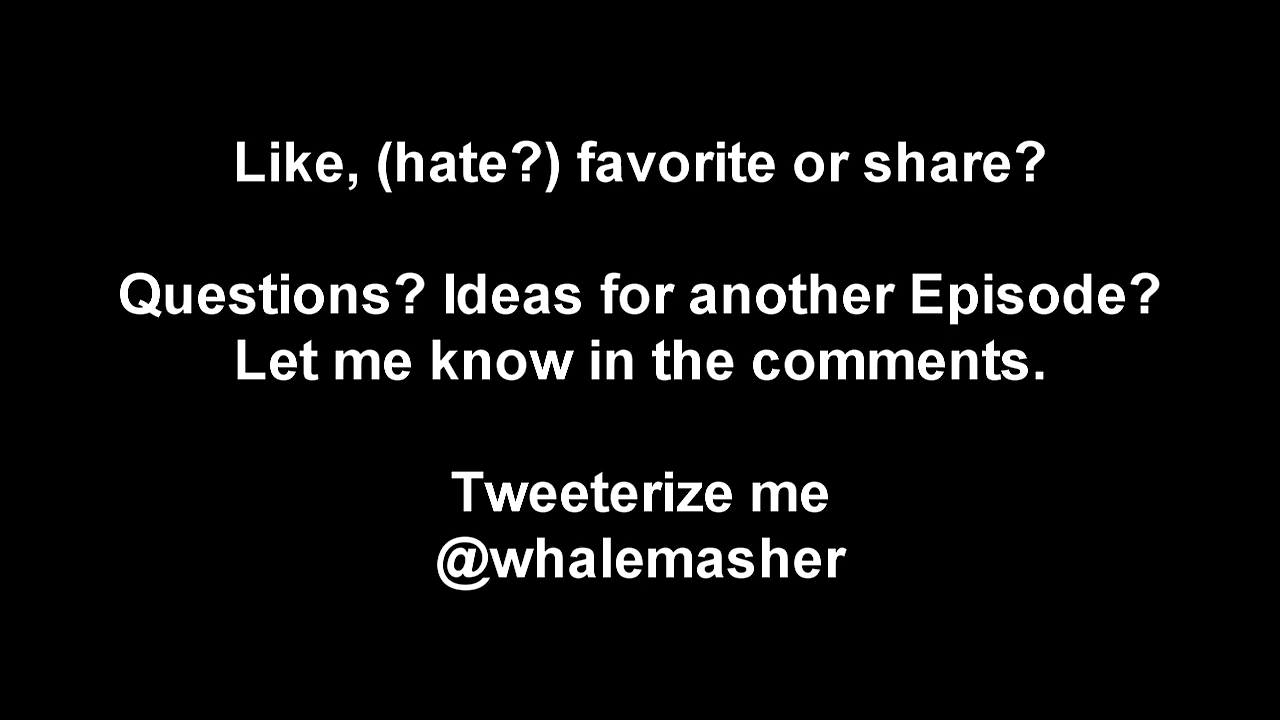 Like, (hate?) favorite or share?
Questions? Ideas for another Episode?
Let me know in the comments.
Tweeterize me
@whalemasher